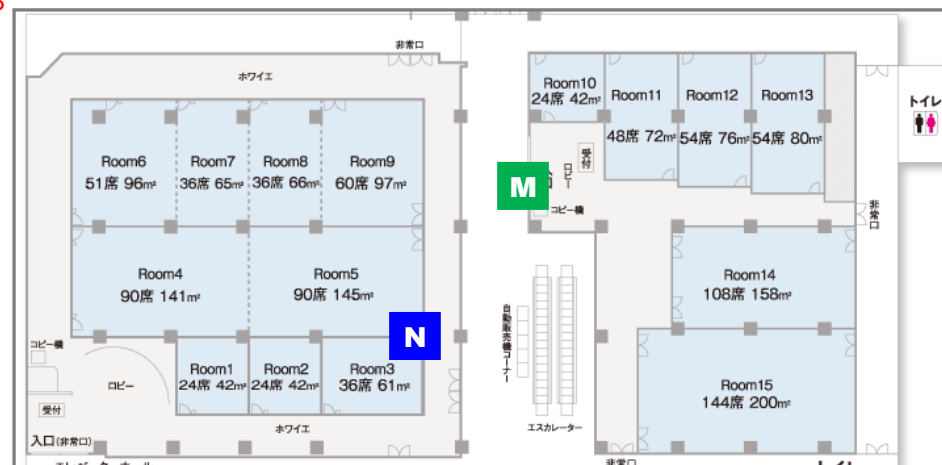 非常口
ホワイエ
Room6
51席 96㎡
Room7
36席 65㎡
Room8
36席 66㎡
Room9
60席 97㎡
Room4
90席 141㎡
Room5
90席 145㎡
N
コピー機
ロビー
受付
入口(非常口)
Room1
24席 42㎡
Room2
24席 42㎡
Room3
36席 61㎡
ホワイエ
Room10
24席 42㎡
Room11
48席 72㎡
Room12
54席 76㎡
Room13
54席 80㎡
トイレ
M
受付
ロビー
コピー機
非常口
Room14
108席 158㎡
自動販売機コーナー
エスカレーター
Room15
144席 200㎡